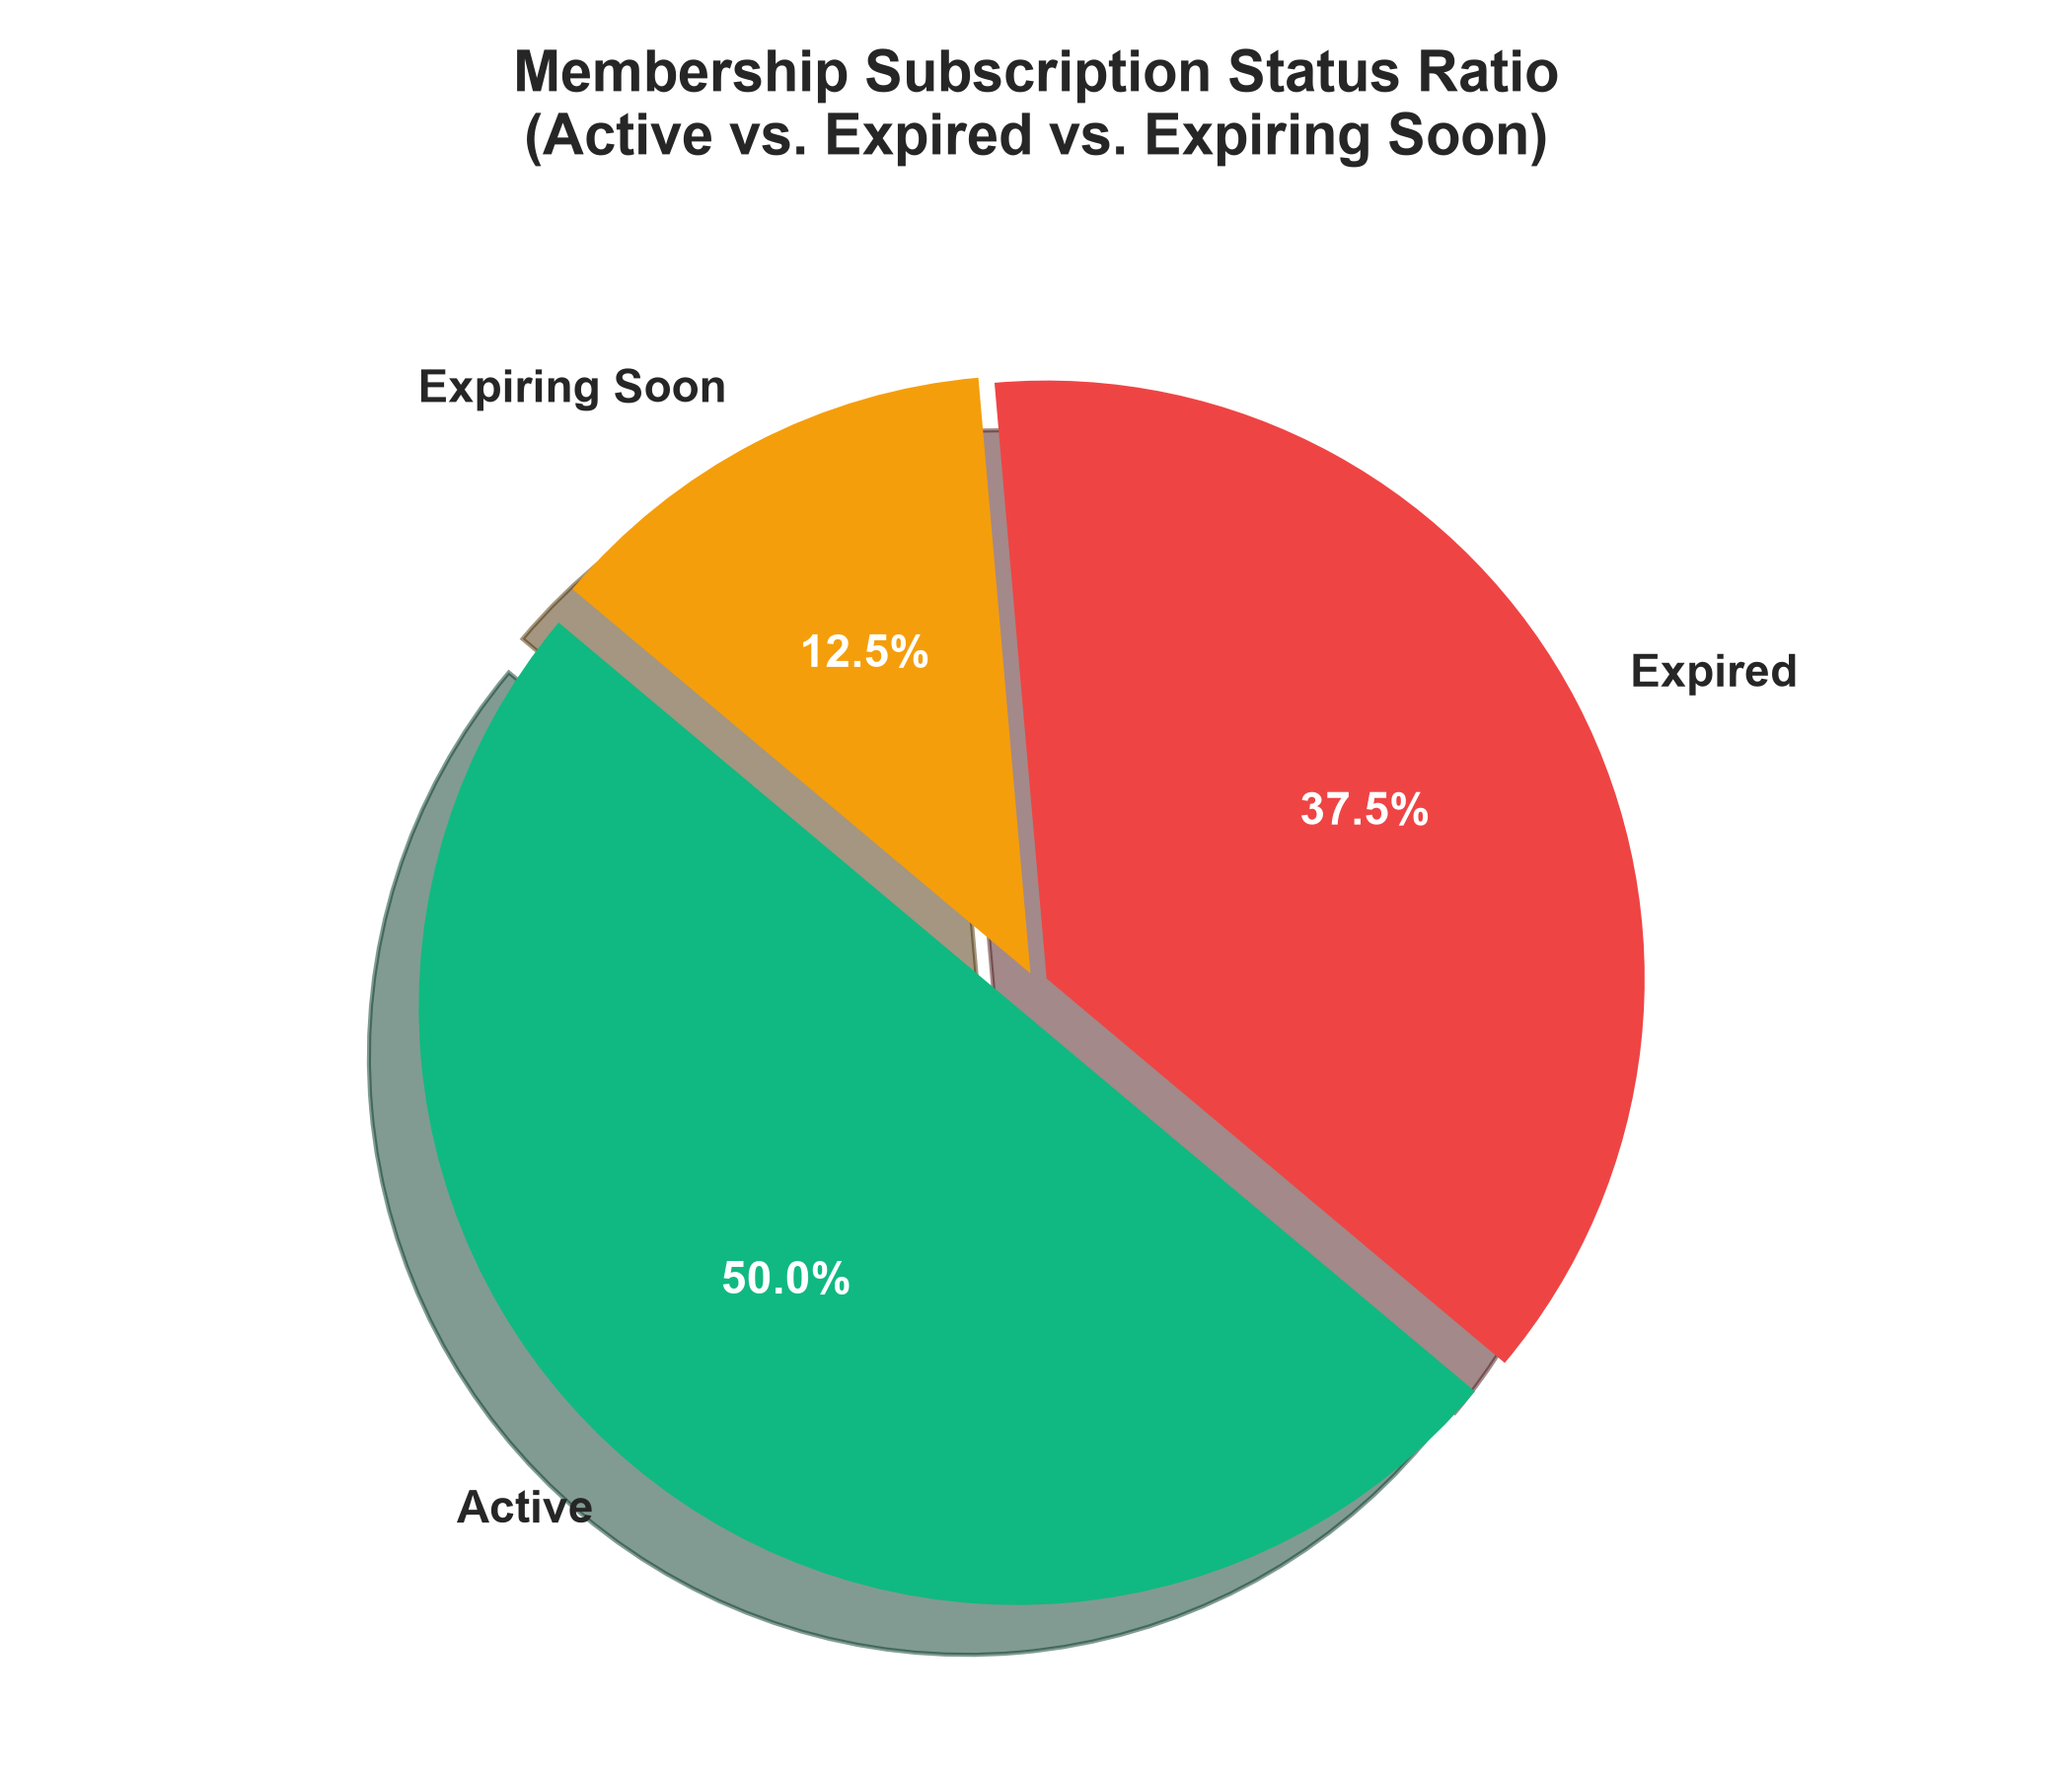 Membership Subscription Status Ratio
(Active vs. Expired vs. Expiring Soon)
Expiring Soon
12.5%
Expired
37.5%
50.0%
Active